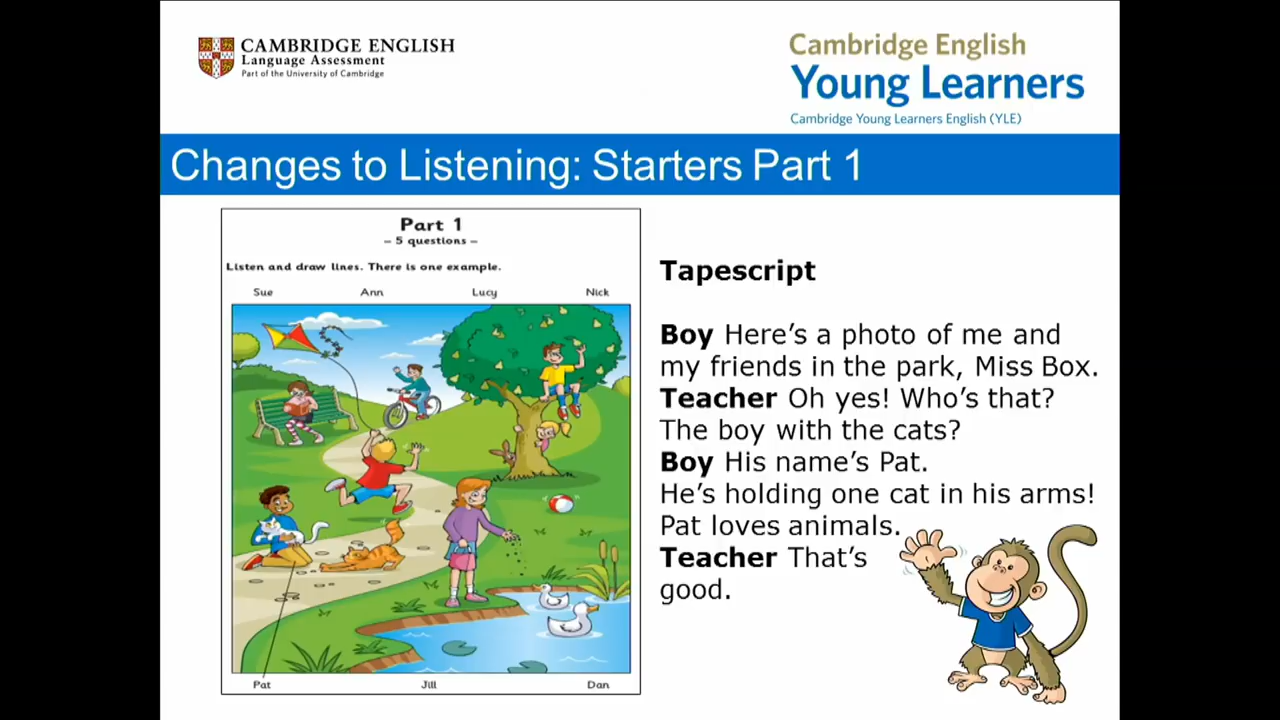 CAMBRIDGE ENGLISH
Language Assessment
Part of the University of Cambridge
Cambridge English
Young Learners
Cambridge Young Learners English (YLE)
Changes to Listening: Starters Part 1
Part 1
– 5 questions –
Listen and draw lines. There is one example.
Sue Ann Lucy Nick
Pat Jill Dan
Tapescript
Boy Here's a photo of me and
my friends in the park, Miss Box.
Teacher Oh yes! Who's that?
The boy with the cats?
Boy His name's Pat.
He's holding one cat in his arms!
Pat loves animals.
Teacher That's
good.